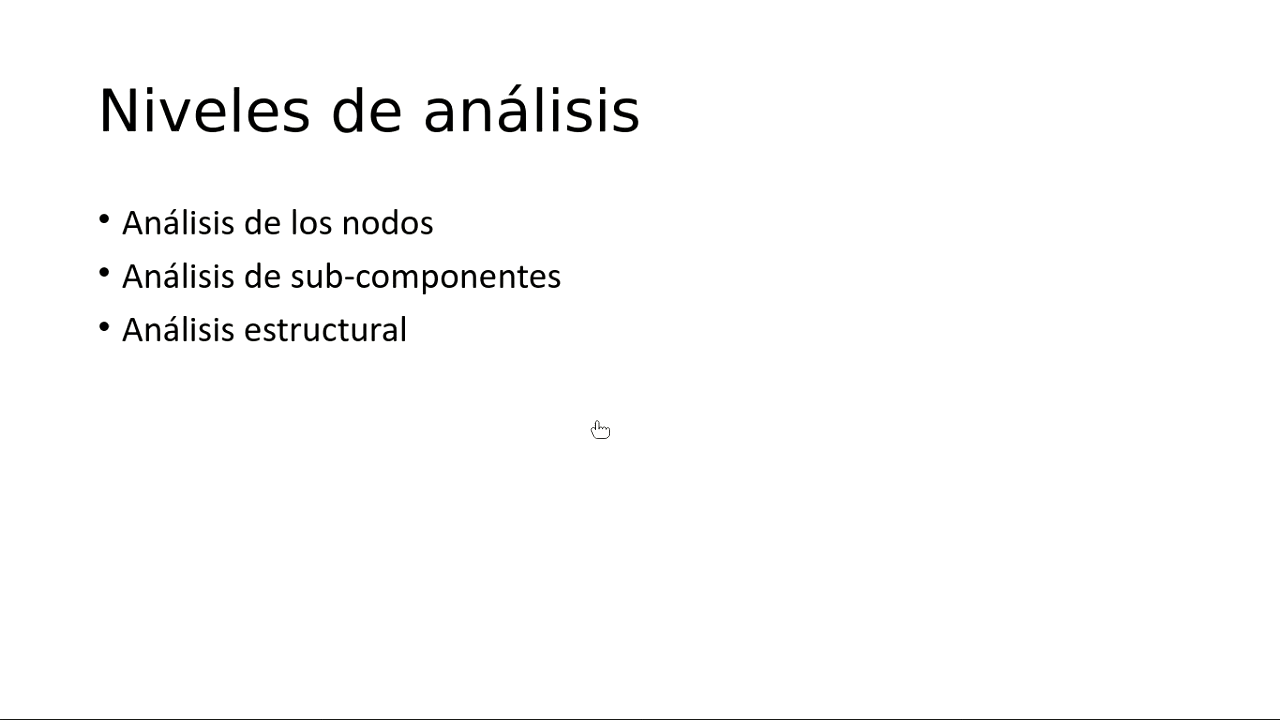 Niveles de análisis
• Análisis de los nodos
• Análisis de sub-componentes
• Análisis estructural